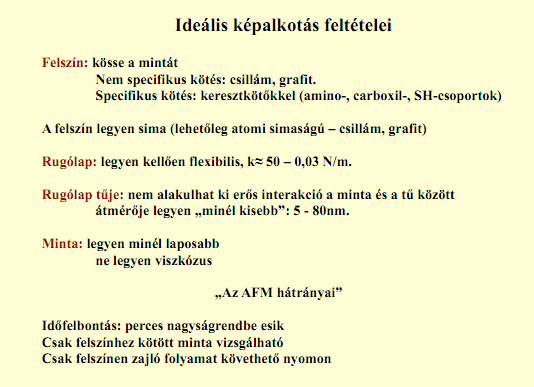 Ideális képalkotás feltételei
Felszín: kösse a mintát
Nem specifikus kötés: csillám, grafit.
Specifikus kötés: keresztkötőkkel (amino-, carboxil-, SH-csoportok)
A felszín legyen sima (lehetőleg atomi simaságú – csillám, grafit)
Rugólap: legyen kellően flexibilis, k≈ 50 – 0,03 N/m.
Rugólap tűje: nem alakulhat ki erős interakció a minta és a tű között
átmérője legyen „minél kisebb”: 5 - 80nm.
Minta: legyen minél laposabb
ne legyen viszkózus
„Az AFM hátrányai”
Időfelbontás: perces nagyságrendbe esik
Csak felszínhez kötött minta vizsgálható
Csak felszínen zajló folyamat követhető nyomon